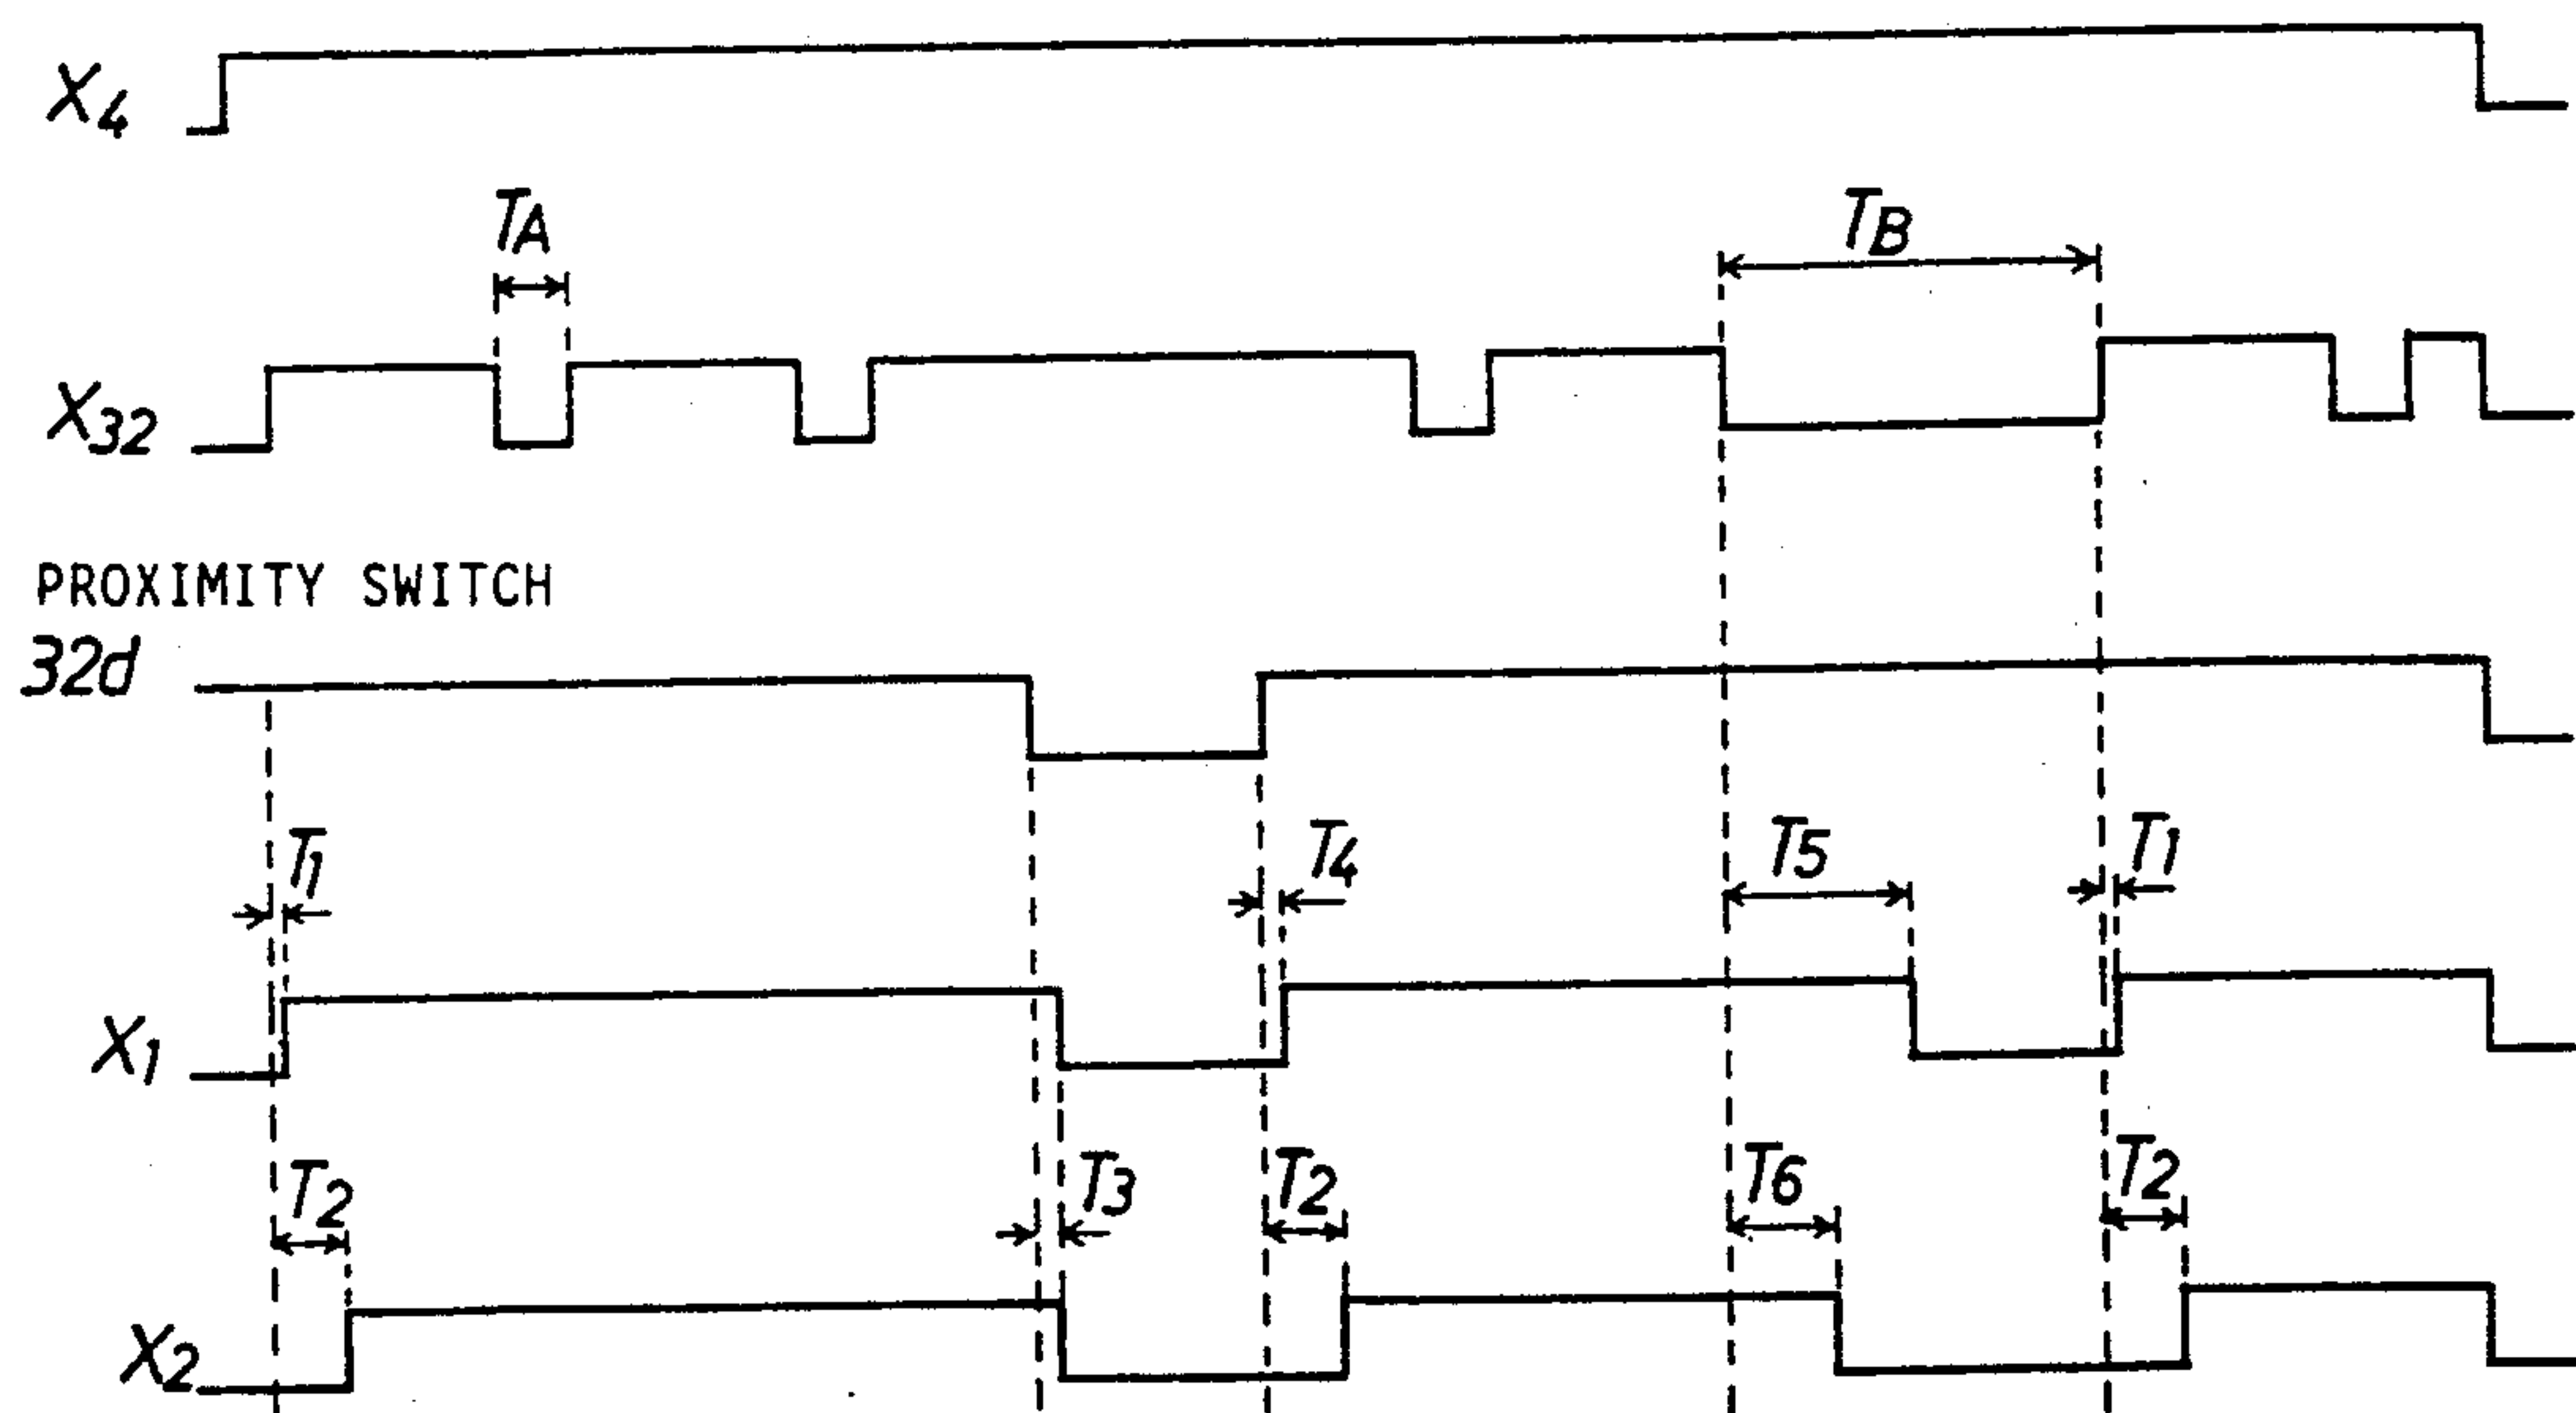 X4
TA
TB
X32
PROXIMITY SWITCH
32d
T1
T4
T5
T1
X1
T2
T3
T2
T6
T2
X2